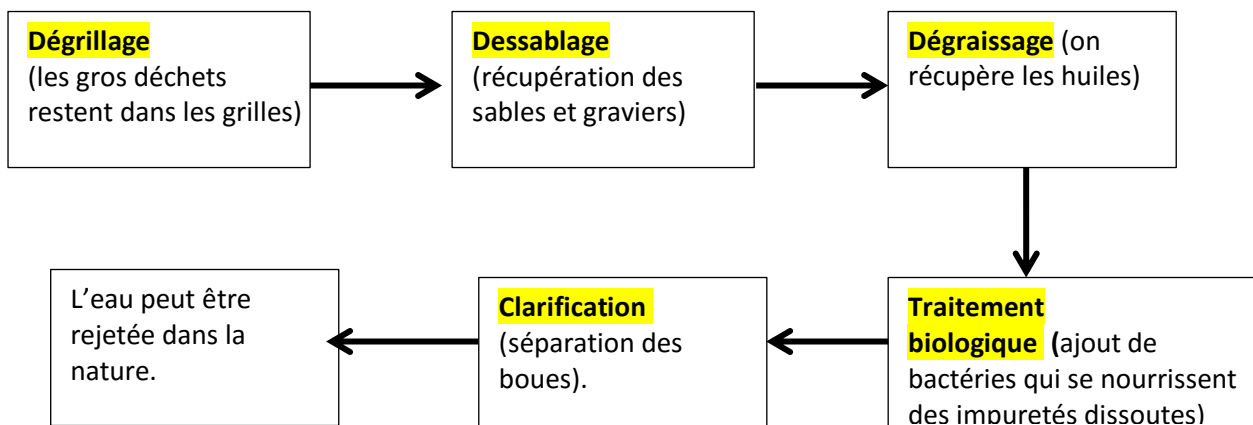 Dégrillage
(les gros déchets
restent dans les grilles)
Dessablage
(récupération des
sables et graviers)
Dégraissage (on
récupère les huiles)
Traitement
biologique (ajout de
bactéries qui se nourrissent
des impuretés dissoutes)
Clarification
(séparation des
boues).
L'eau peut être
rejetée dans la
nature.